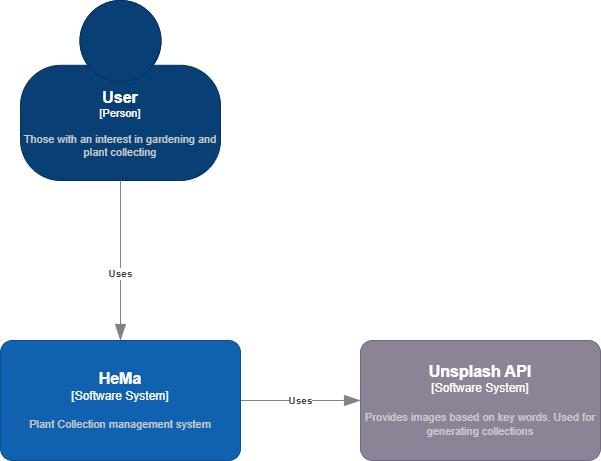 User
[Person]
Those with an interest in gardening and
plant collecting
Uses
HeMa
[Software System]
Plant Collection management system
Uses
Unsplash API
[Software System]
Provides images based on key words. Used for
generating collections